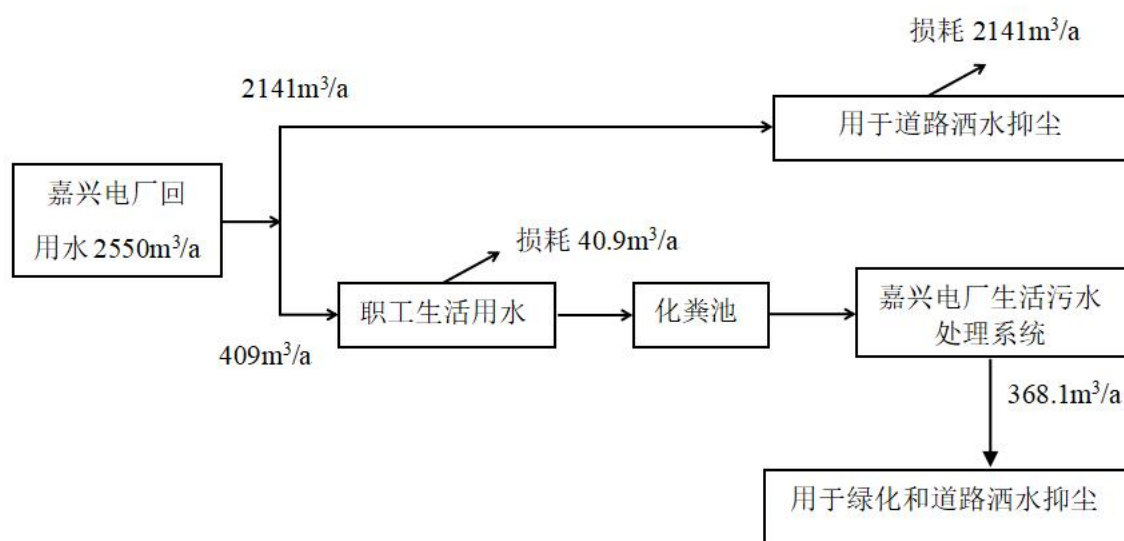 损耗 2141m³/a
2141m³/a
用于道路洒水抑尘
嘉兴电厂回
用水 2550m³/a
损耗 40.9m³/a
职工生活用水
化粪池
嘉兴电厂生活污水
处理系统
409m³/a
368.1m³/a
用于绿化和道路洒水抑尘